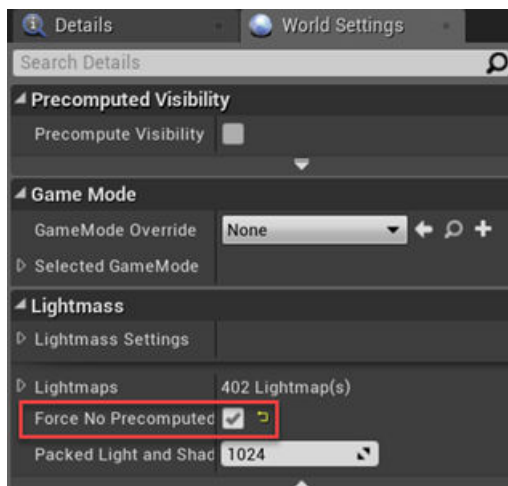 Details
World Settings
Search Details
Precomputed Visibility
Precompute Visibility
Game Mode
GameMode Override None
Selected GameMode
Lightmass
Lightmass Settings
Lightmaps 402 Lightmap(s)
Force No Precomputed
Packed Light and Shad 1024